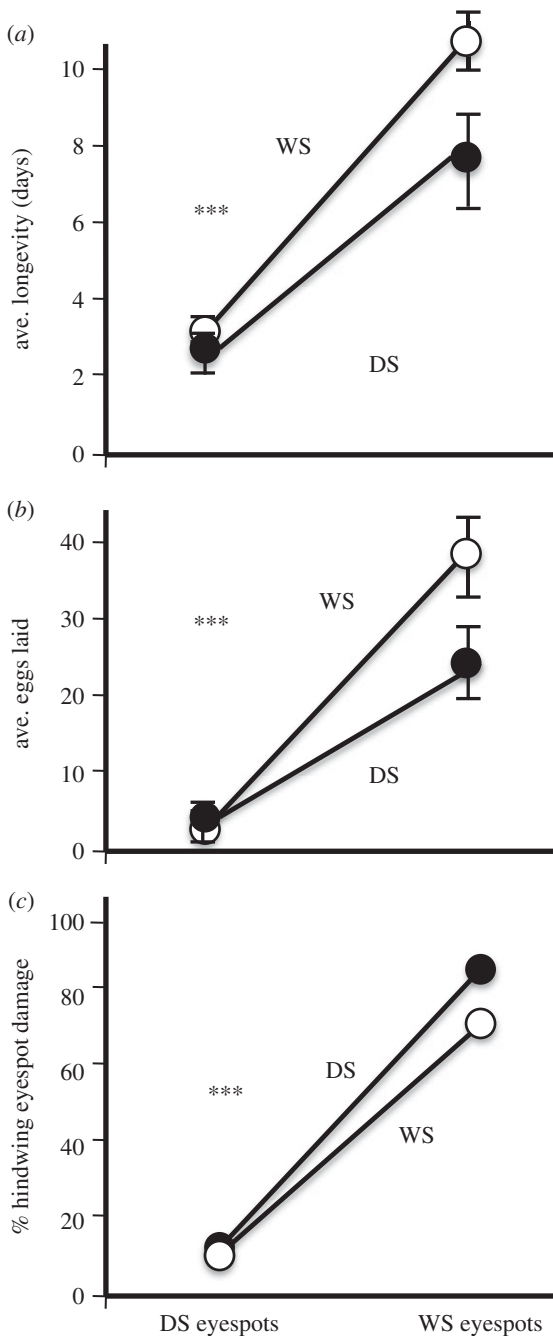 (a)
ave. longevity (days)
10
8
6
4
2
0
WS
***
DS
(b)
ave. eggs laid
40
30
20
10
0
WS
***
DS
(c)
% hindwing eyespot damage
100
80
60
40
20
0
DS
***
WS
DS eyespots WS eyespots